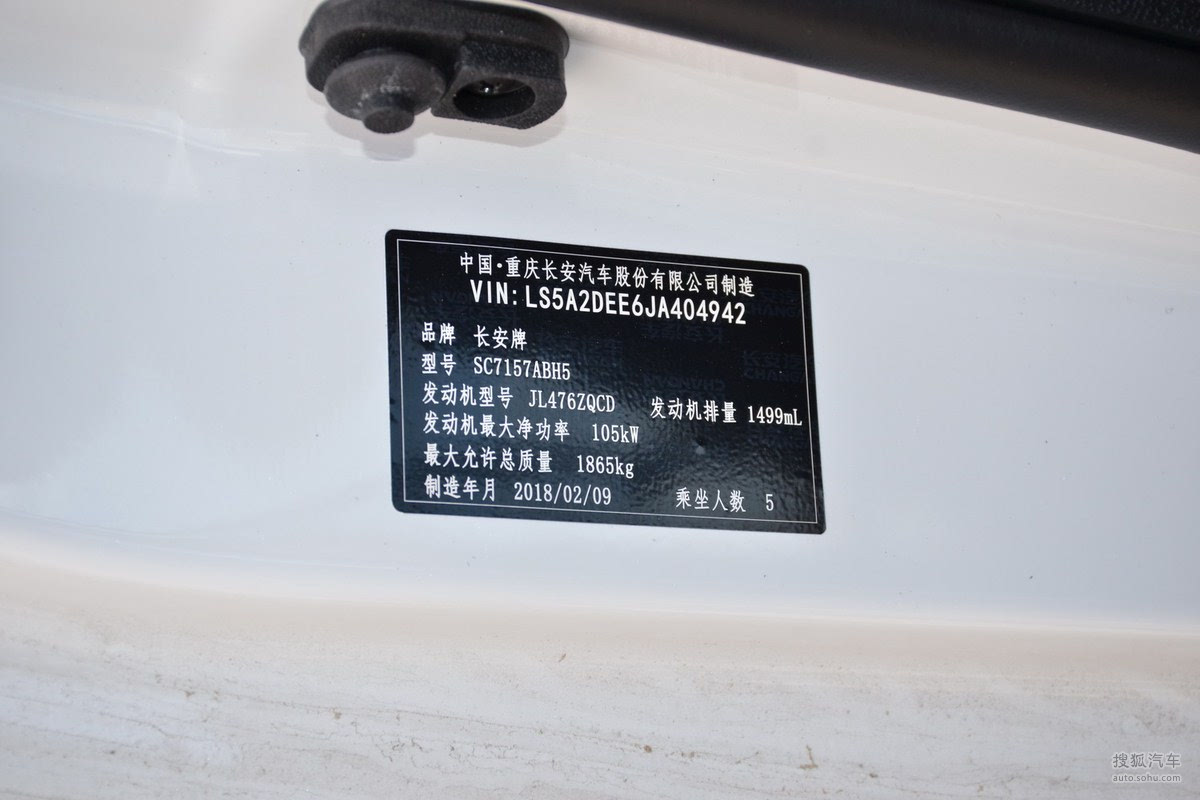 中国·重庆长安汽车股份有限公司制造
VIN:LS5A2DEE6JA404942
品牌 长安牌
型号 SC7157ABH5
发动机型号 JL476ZQCD 发动机排量 1499mL
发动机最大净功率 105kW
最大允许总质量 1865kg
制造年月 2018/02/09 乘坐人数 5
搜狐汽车
auto.sohu.com